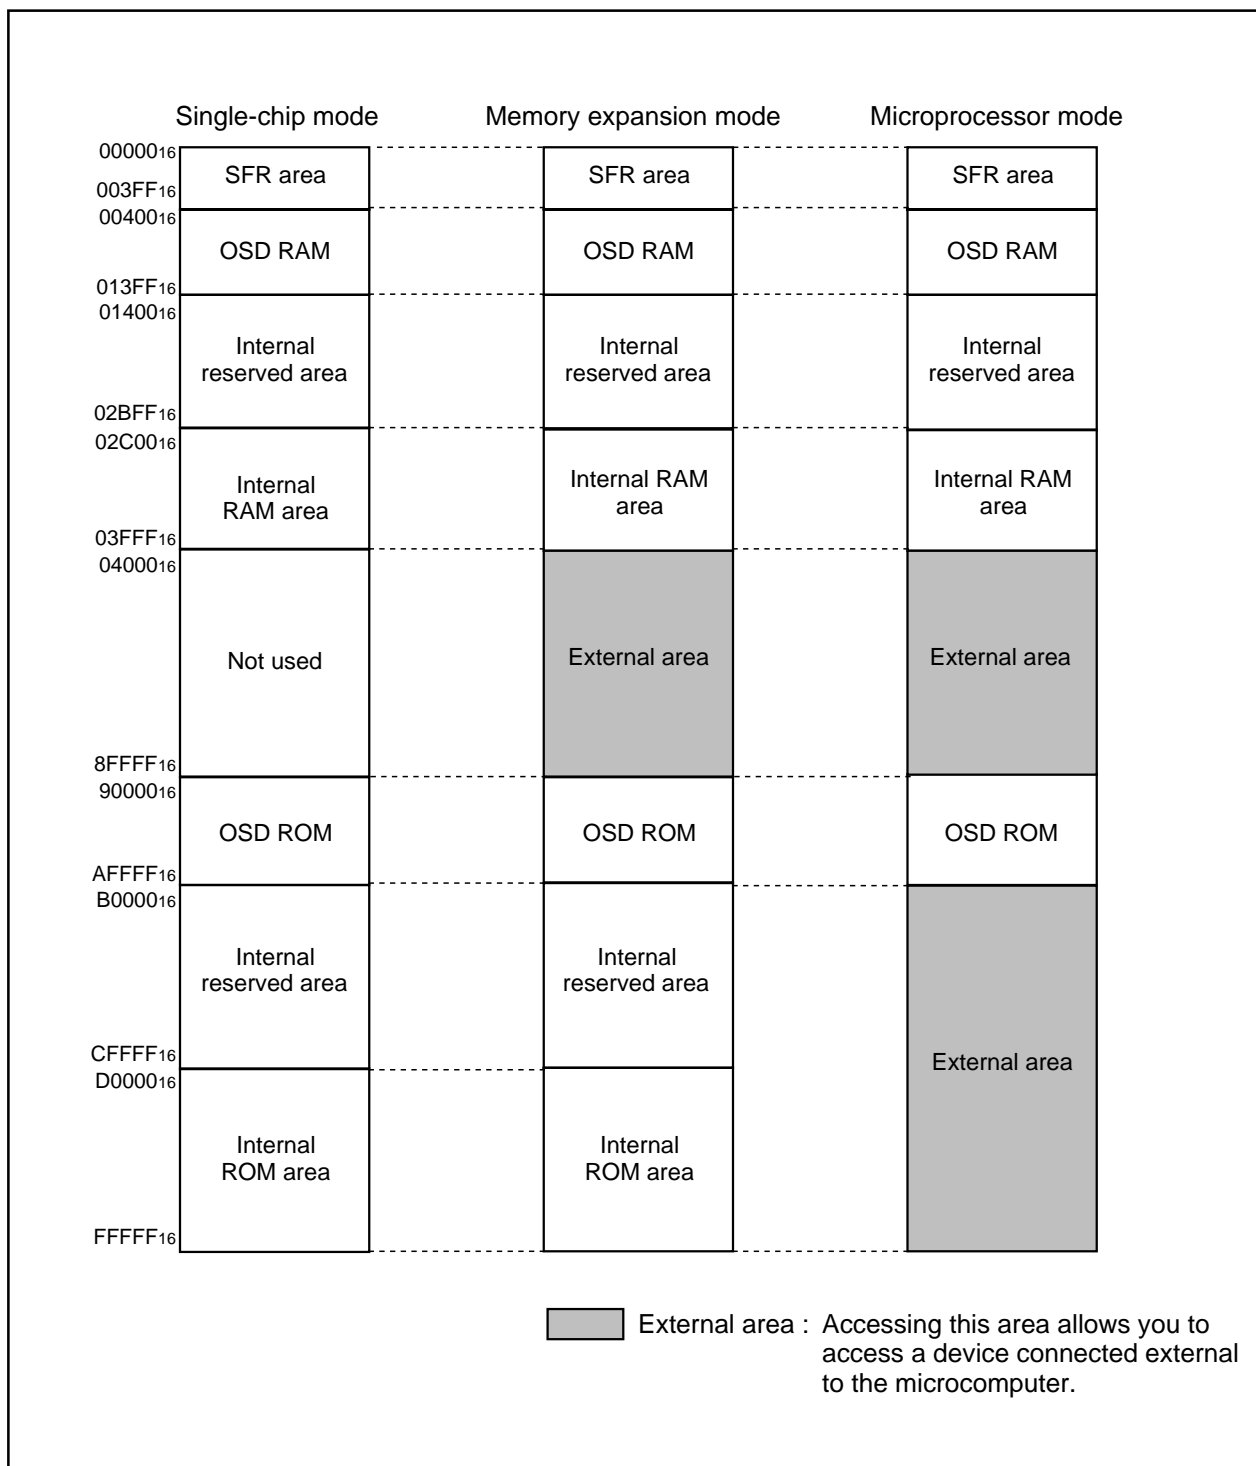 Single-chip mode
Memory expansion mode
Microprocessor mode
0000016
SFR area
SFR area
SFR area
003FF16
0040016
OSD RAM
OSD RAM
OSD RAM
013FF16
0140016
Internal
reserved area
Internal
reserved area
Internal
reserved area
02BFF16
02C0016
Internal
RAM area
Internal RAM
area
Internal RAM
area
03FFF16
0400016
Not used
External area
External area
8FFFF16
9000016
OSD ROM
OSD ROM
OSD ROM
AFFFF16
B000016
Internal
reserved area
Internal
reserved area
CFFFF16
D000016
External area
Internal
ROM area
Internal
ROM area
FFFFF16
External area : Accessing this area allows you to
access a device connected external
to the microcomputer.